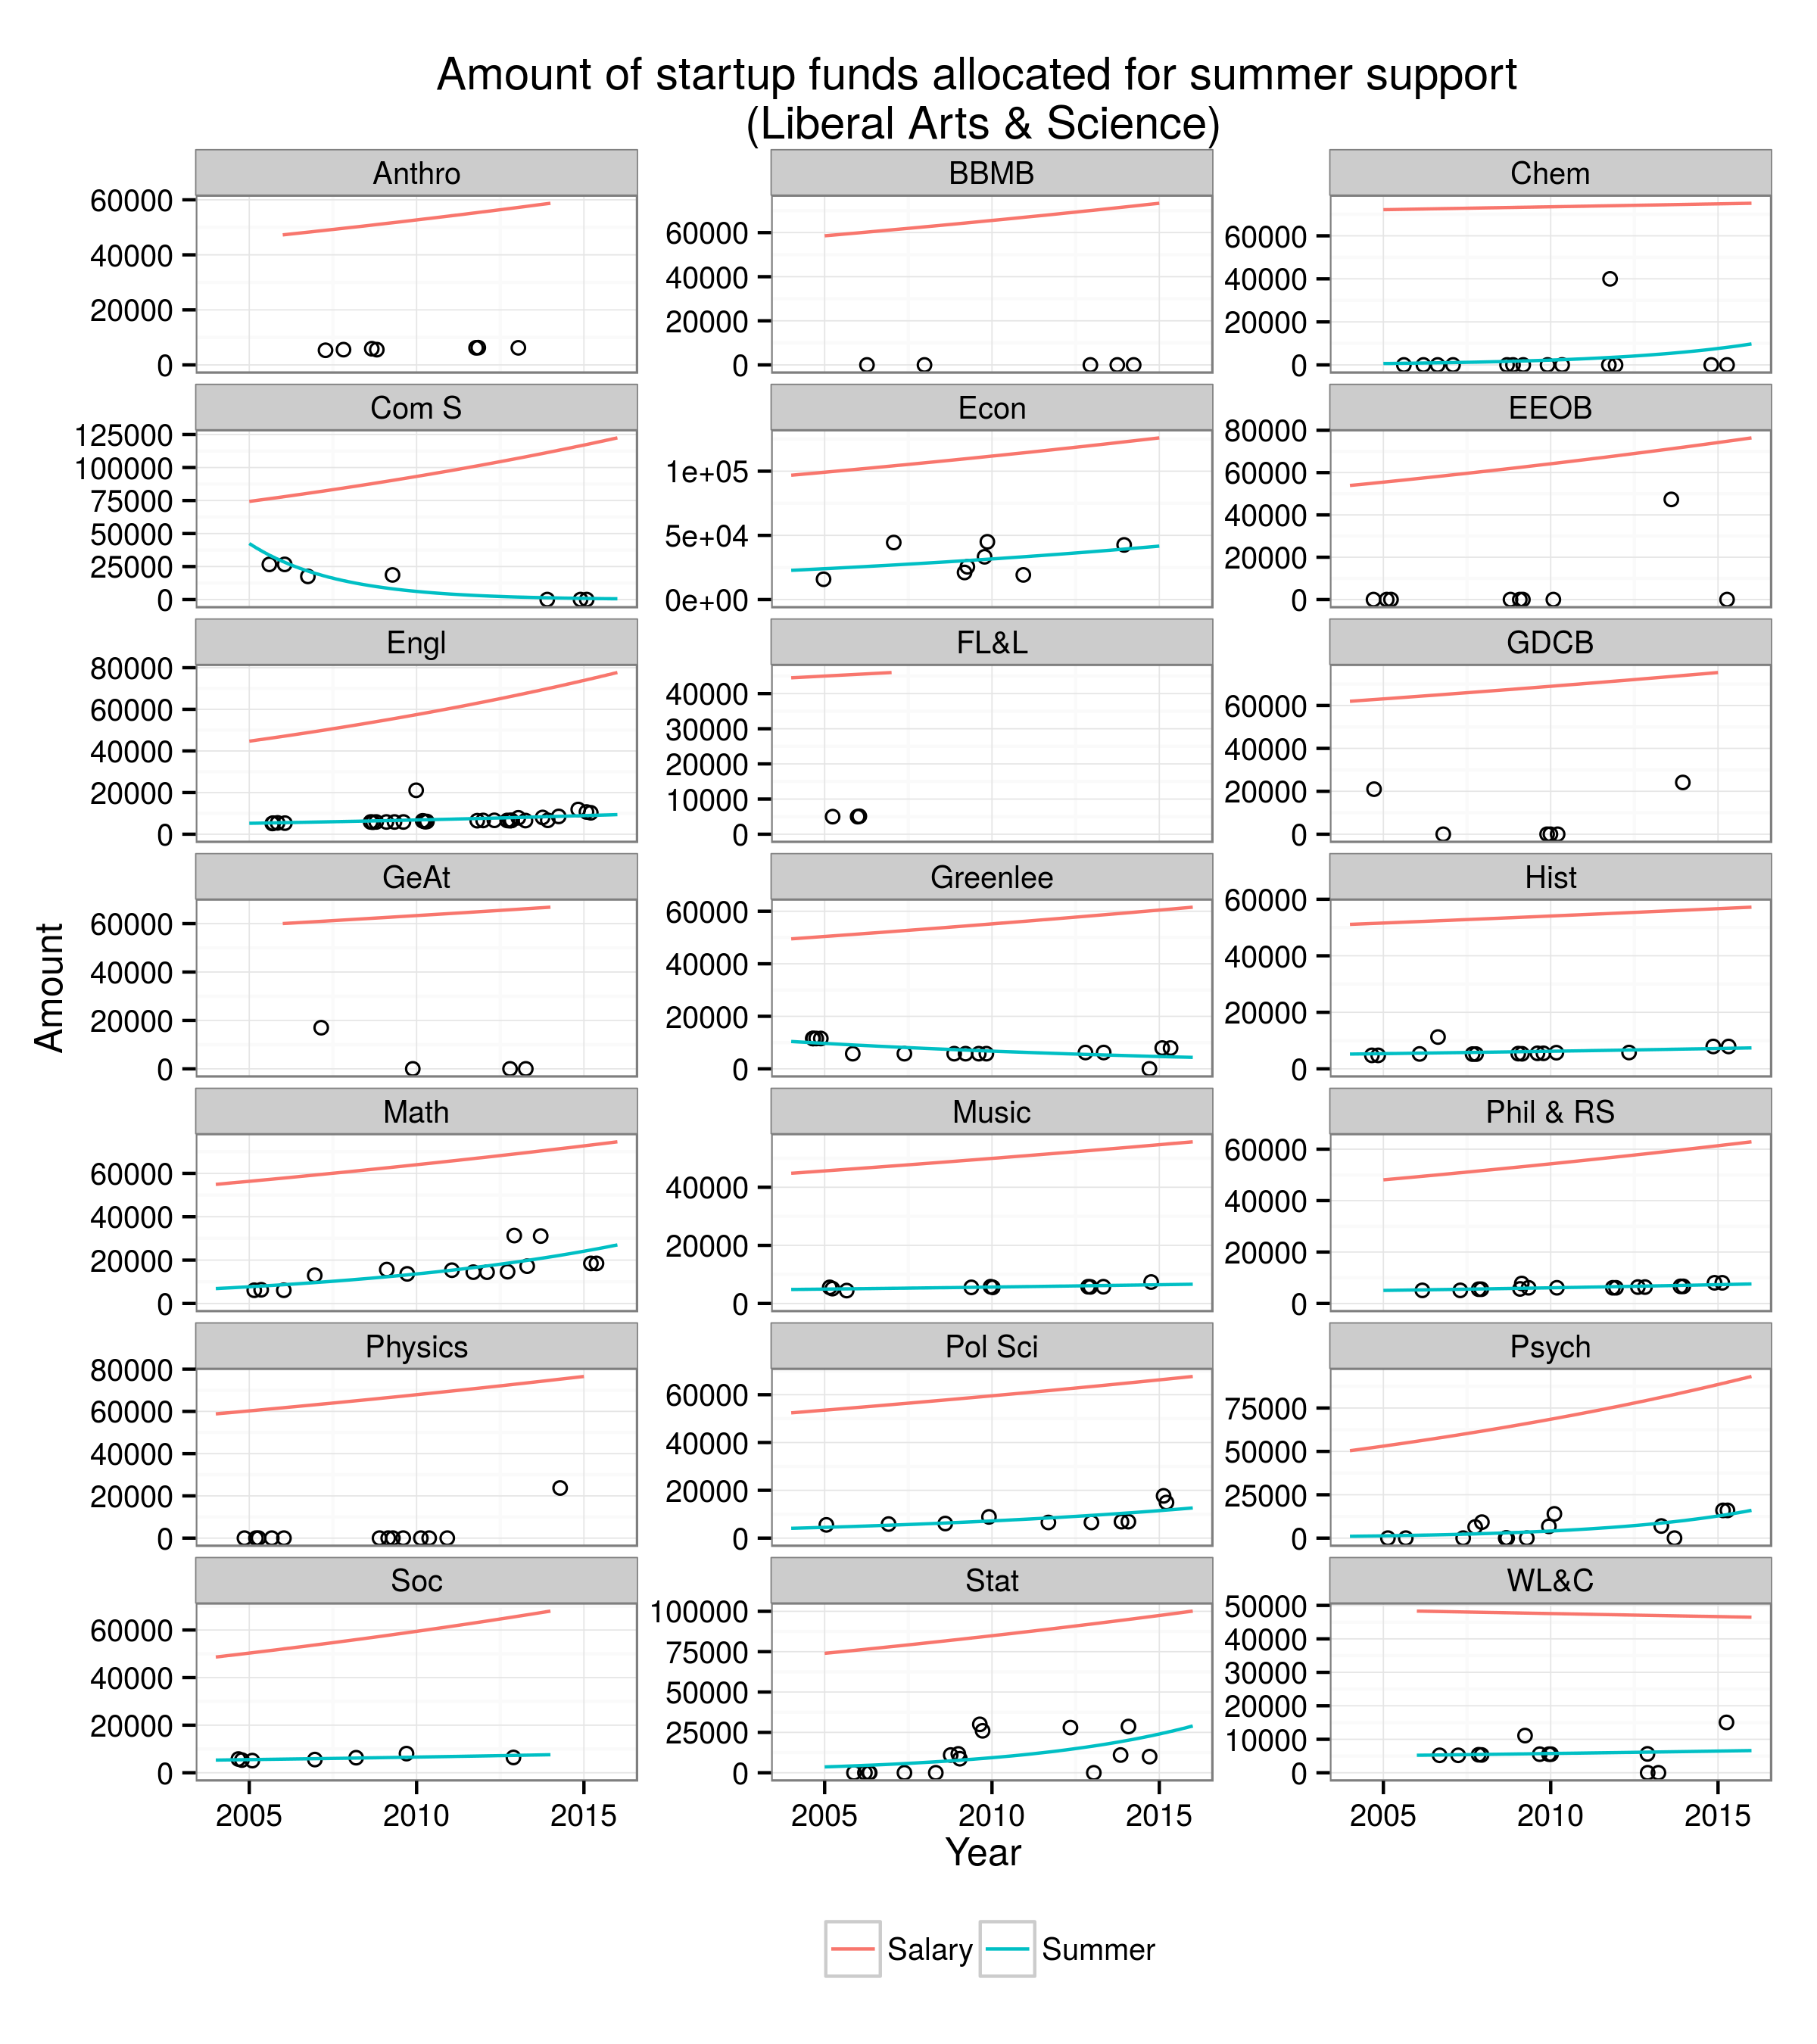 Amount of startup funds allocated for summer support
(Liberal Arts & Science)
Anthro
BBMB
Chem
60000
40000
20000
0
60000
40000
20000
0
60000
40000
20000
0
Com S
Econ
EEOB
125000
100000
75000
50000
25000
0
1e+05
5e+04
0e+00
80000
60000
40000
20000
0
Engl
FL&L
GDCB
80000
60000
40000
20000
0
40000
30000
20000
10000
0
60000
40000
20000
0
GeAt
Greenlee
Hist
60000
40000
20000
0
60000
40000
20000
0
60000
40000
20000
0
Amount
Math
Music
Phil & RS
60000
40000
20000
0
40000
20000
0
60000
40000
20000
0
Physics
Pol Sci
Psych
80000
60000
40000
20000
0
60000
40000
20000
0
75000
50000
25000
0
Soc
Stat
WL&C
60000
40000
20000
0
100000
75000
50000
25000
0
50000
40000
30000
20000
10000
0
2005 2010 2015
2005 2010 2015
2005 2010 2015
Year
Salary Summer